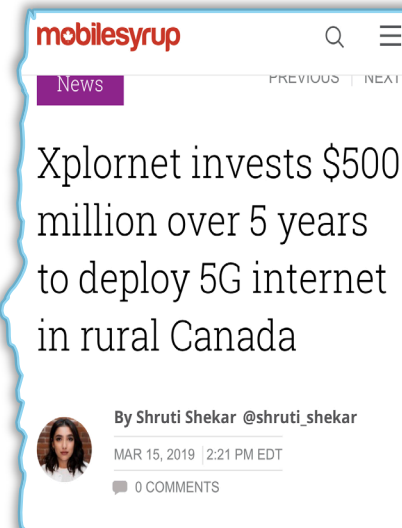 mobilesyrup
News
PREVIOUS | NEXT
Xplornet invests $500
million over 5 years
to deploy 5G internet
in rural Canada
By Shruti Shekar @shruti_shekar
MAR 15, 2019 | 2:21 PM EDT
0 COMMENTS